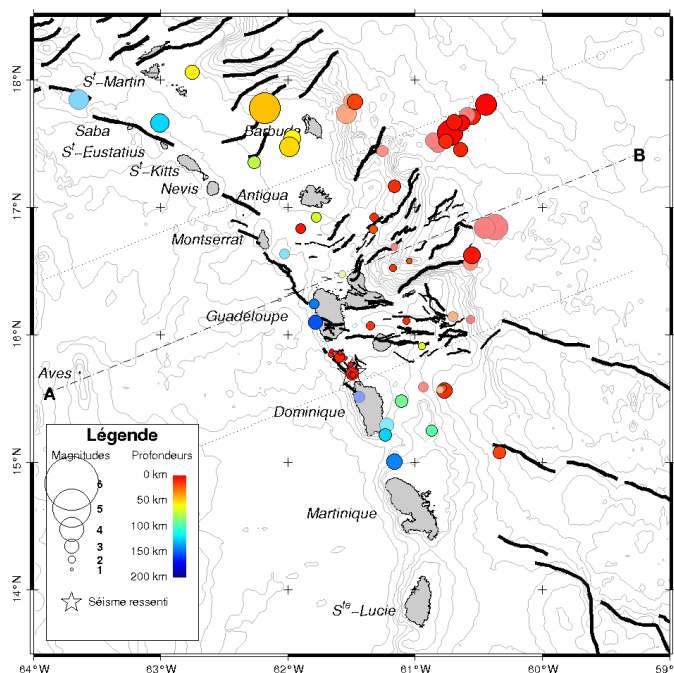 18°N
17°N
16°N
15°N
14°N
64°W
63°W
62°W
61°W
60°W
59°W
Sᵗ-Martin
Saba
Sᵗ-Eustatius
Sᵗ-Kitts
Nevis
Barbuda
Antigua
Montserrat
Guadeloupe
Aves
A
B
Dominique
Martinique
Sᵗᵉ-Lucie
Légende
Magnitudes
Profondeurs
6
5
4
3
2
1
0 km
50 km
100 km
150 km
200 km
Séisme ressenti